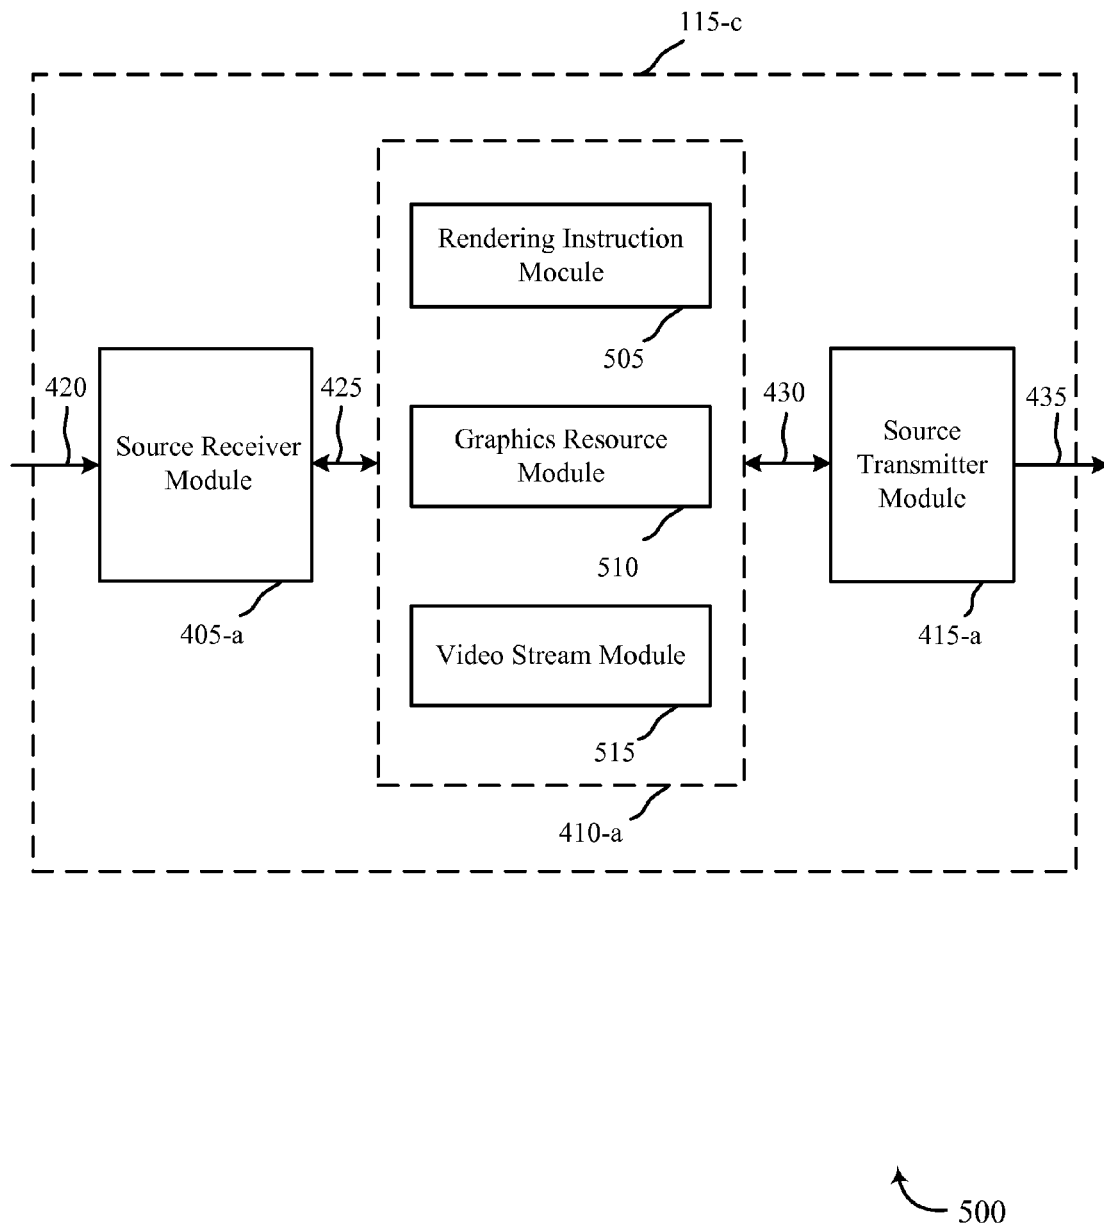 115-c
Rendering Instruction
Mocule
505
420
425
Source Receiver
Module
405-a
Graphics Resource
Module
510
430
435
Source
Transmitter
Module
415-a
Video Stream Module
515
410-a
500